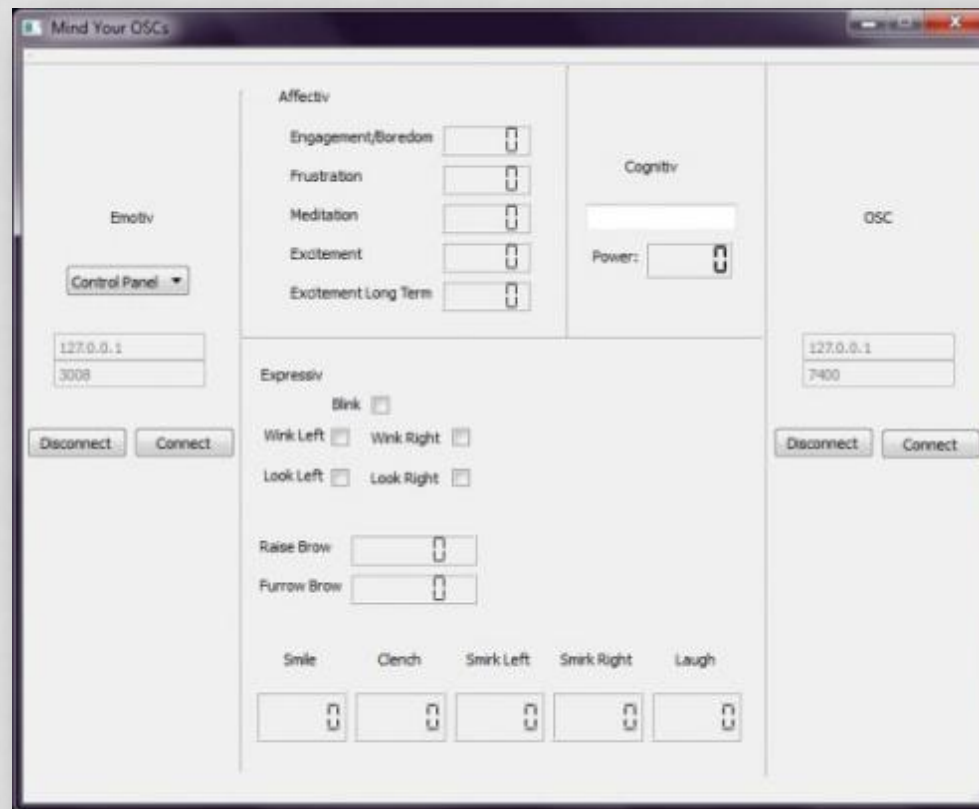 Mind Your OSCs
Emotiv
Control Panel
127.0.0.1
3008
Disconnect Connect
Affectiv
Engagement/Boredom 0
Frustration 0
Meditation 0
Excitement 0
Excitement Long Term 0
Cognitiv
Power: 0
Expressiv
Blink
Wink Left Wink Right
Look Left Look Right
Raise Brow 0
Furrow Brow 0
Smile Clench Smirk Left Smirk Right Laugh
0 0 0 0 0
OSC
127.0.0.1
7400
Disconnect Connect